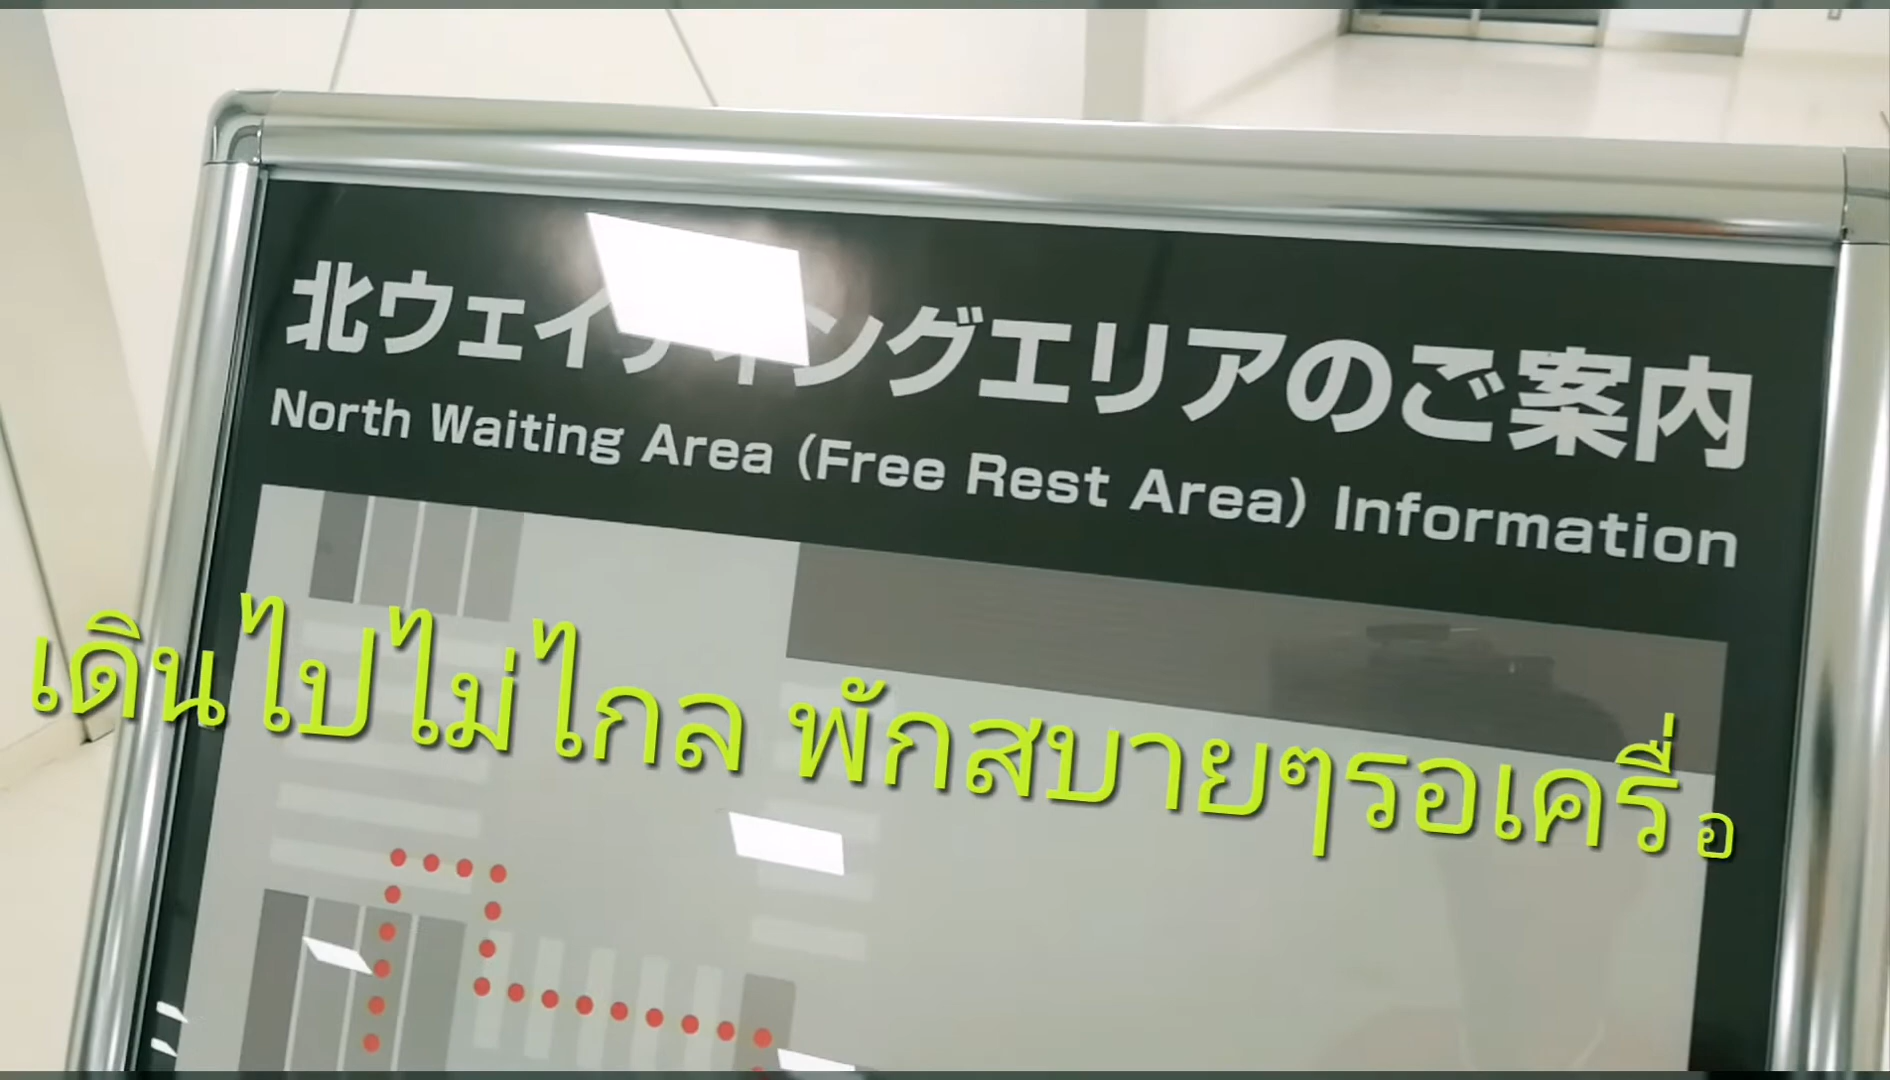 北ウェイティングエリアのご案内
North Waiting Area (Free Rest Area) Information
เดินไปไม่ไกล พักสบายๆรอเครื่อ